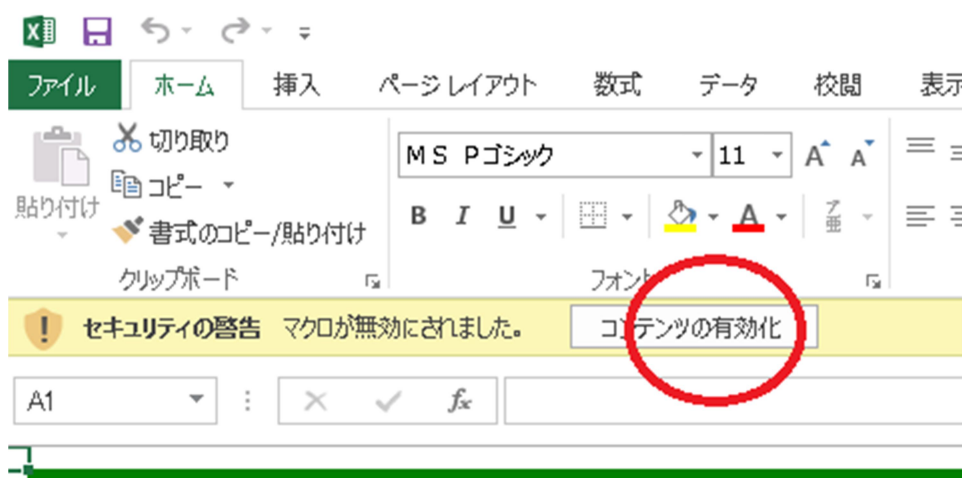 ファイル ホーム 挿入 ページ レイアウト 数式 データ 校閲 表示
切り取り
コピー
貼り付け
書式のコピー/貼り付け
クリップボード
ＭＳ Ｐゴシック 11 A A
B I U A ア亜
フォント
セキュリティの警告 マクロが無効にされました。 コンテンツの有効化
A1 fx